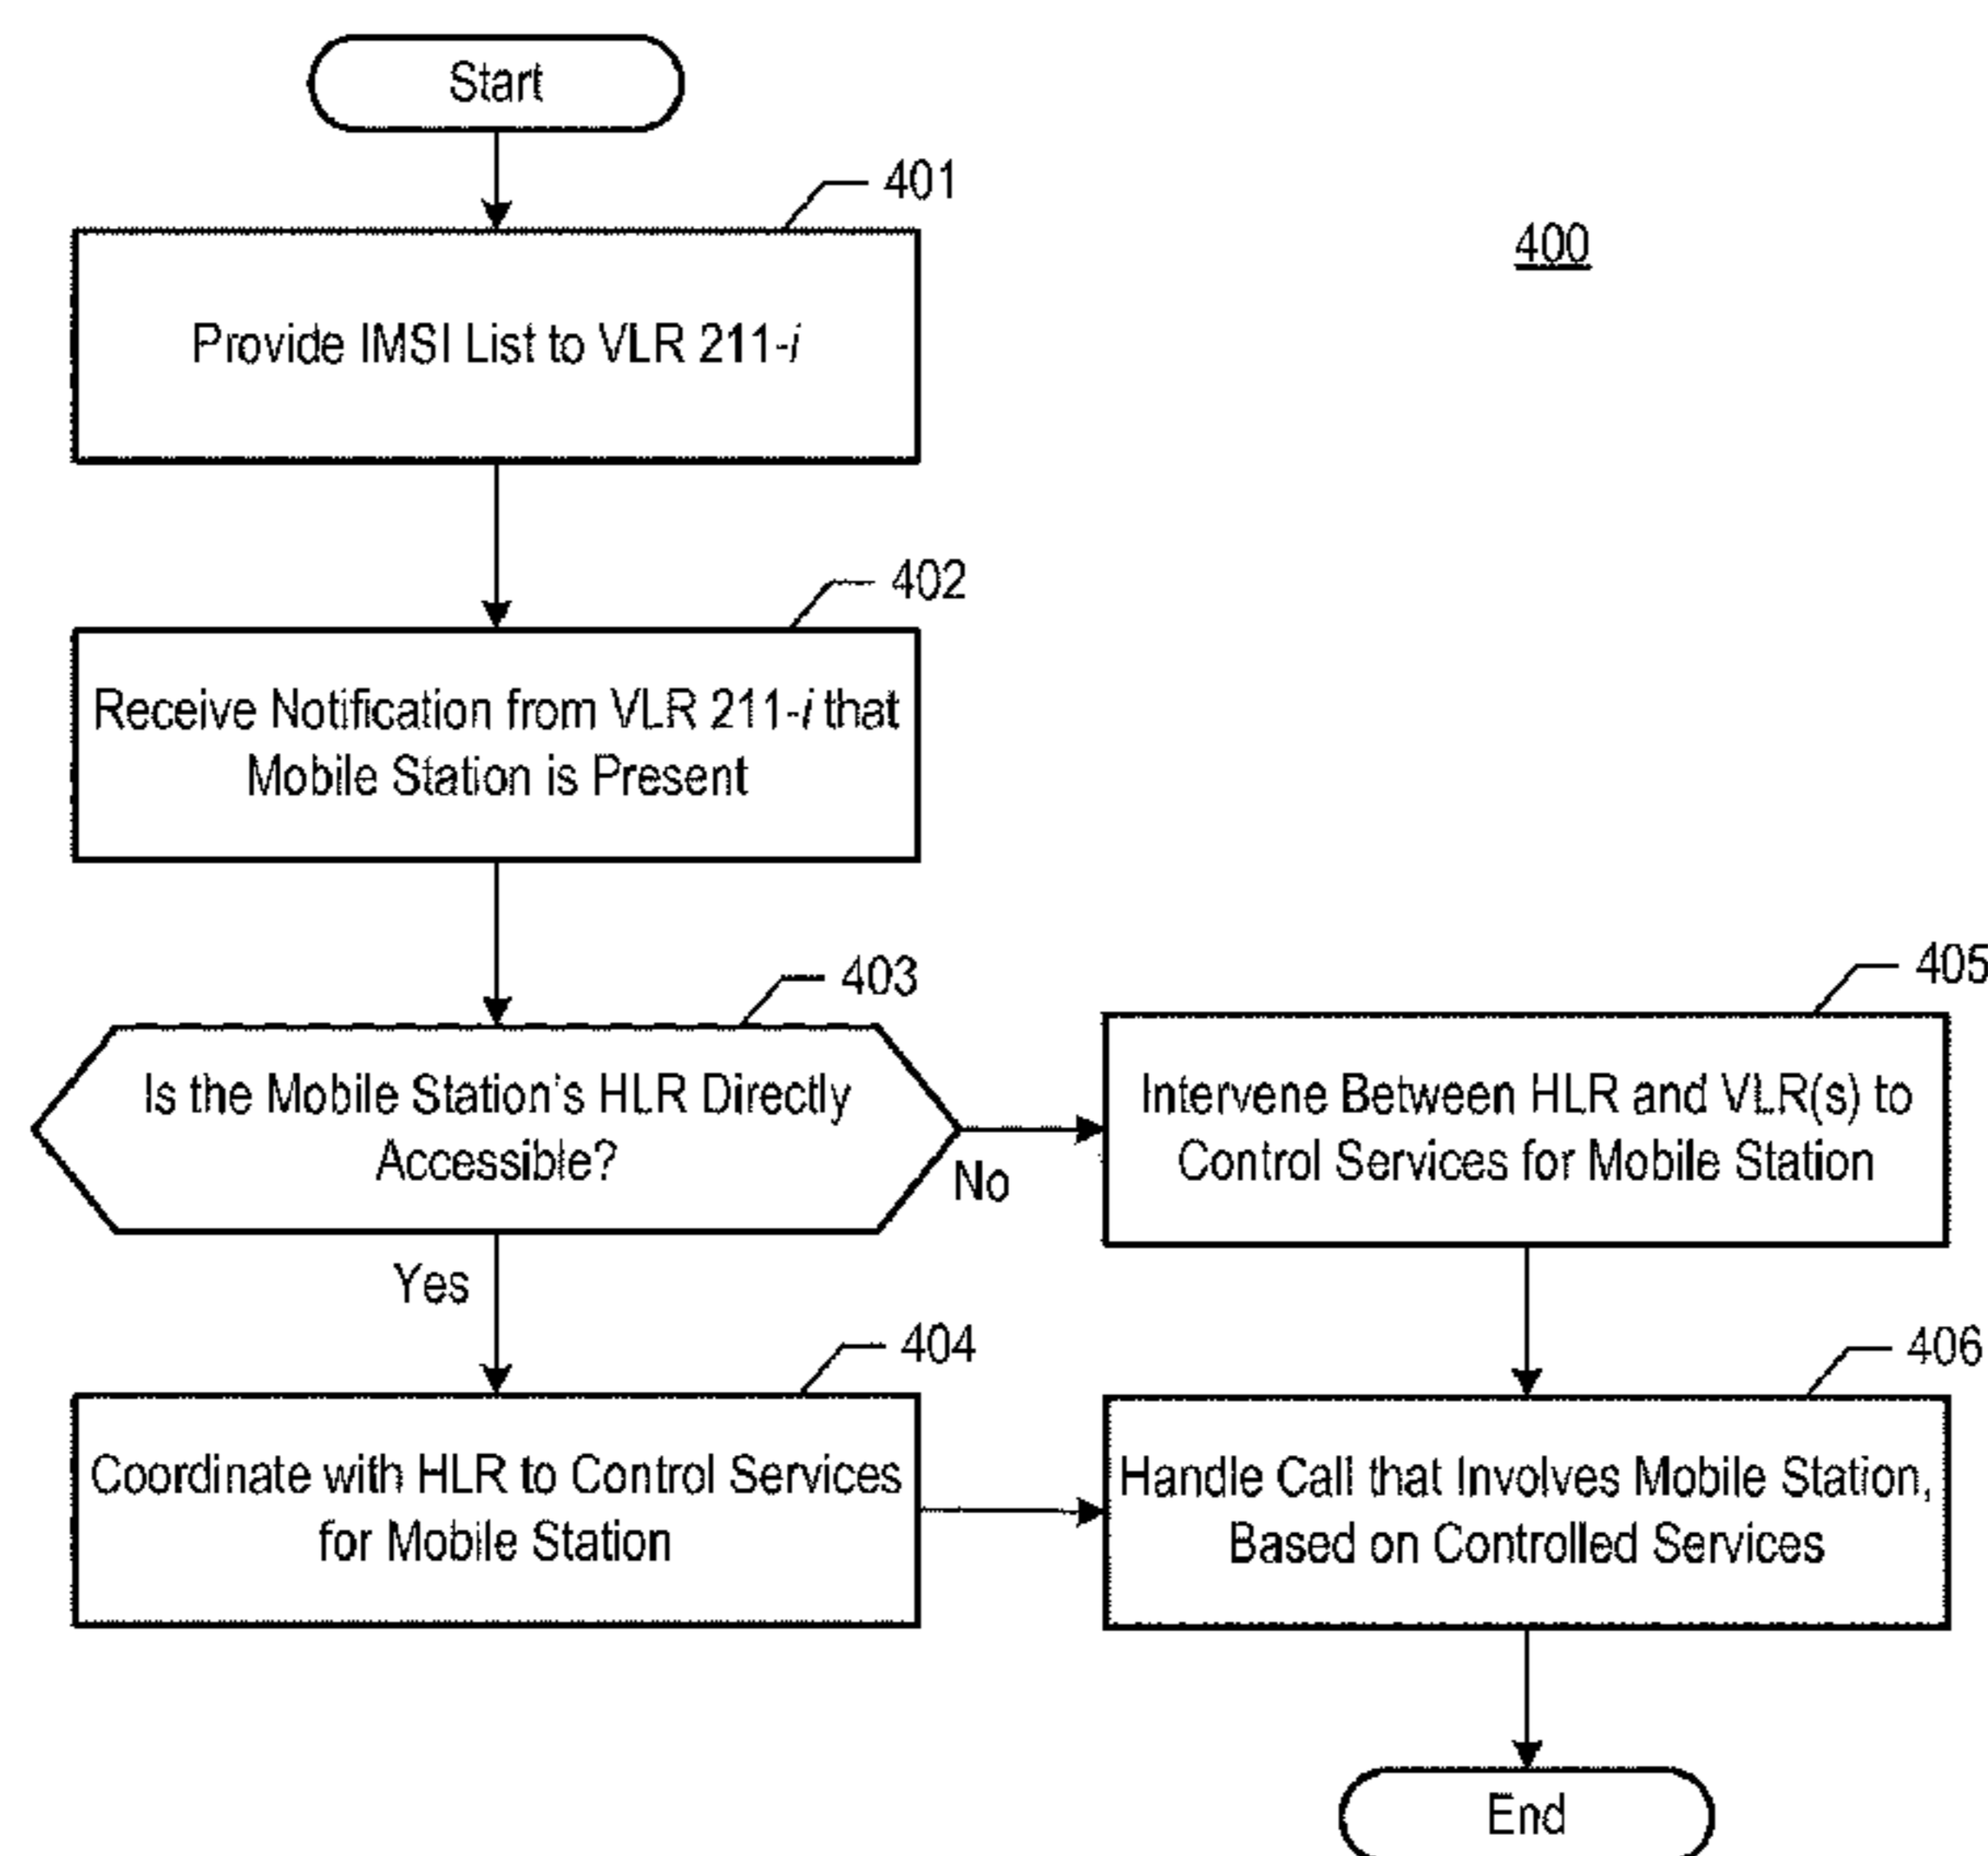 Start
401
400
Provide IMSI List to VLR 211-i
402
Receive Notification from VLR 211-i that
Mobile Station is Present
403
Is the Mobile Station's HLR Directly
Accessible?
No
Yes
405
Intervene Between HLR and VLR(s) to
Control Services for Mobile Station
404
Coordinate with HLR to Control Services
for Mobile Station
406
Handle Call that Involves Mobile Station,
Based on Controlled Services
End